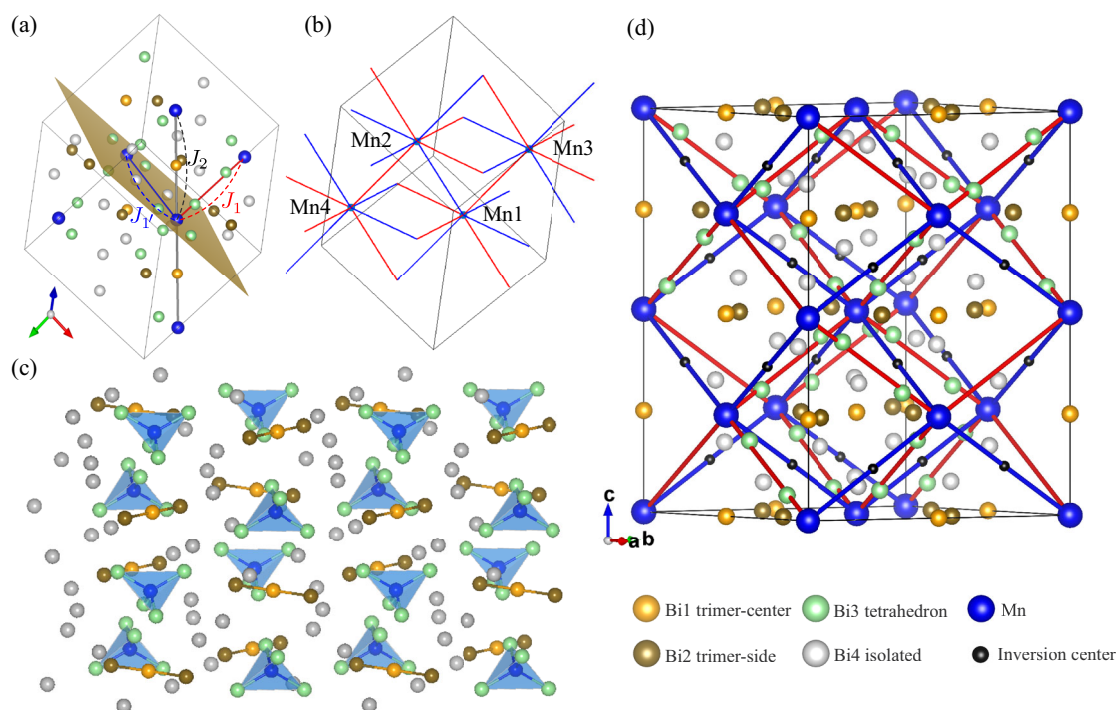 (a)
J2
J1
J1'
(b)
Mn2
Mn3
Mn4
Mn1
(c)
(d)
c
a b
Bi1 trimer-center
Bi3 tetrahedron
Mn
Bi2 trimer-side
Bi4 isolated
Inversion center